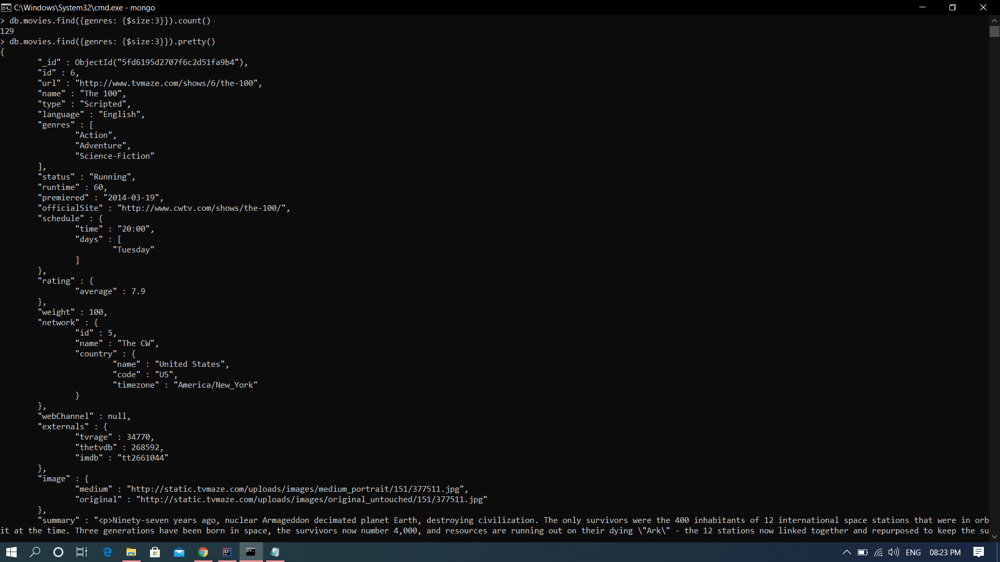 C:\Windows\System32\cmd.exe - mongo
> db.movies.find({genres: {$size:3}}).count()
129
> db.movies.find({genres: {$size:3}}).pretty()
{
        "_id" : ObjectId("5fd6195d2707f6c2d51fa9b4"),
        "id" : 6,
        "url" : "http://www.tvmaze.com/shows/6/the-100",
        "name" : "The 100",
        "type" : "Scripted",
        "language" : "English",
        "genres" : [
                "Action",
                "Adventure",
                "Science-Fiction"
        ],
        "status" : "Running",
        "runtime" : 60,
        "premiered" : "2014-03-19",
        "officialSite" : "http://www.cwtv.com/shows/the-100/",
        "schedule" : {
                "time" : "20:00",
                "days" : [
                        "Tuesday"
                ]
        },
        "rating" : {
                "average" : 7.9
        },
        "weight" : 100,
        "network" : {
                "id" : 5,
                "name" : "The CW",
                "country" : {
                        "name" : "United States",
                        "code" : "US",
                        "timezone" : "America/New_York"
                }
        },
        "webChannel" : null,
        "externals" : {
                "tvrage" : 34770,
                "thetvdb" : 268592,
                "imdb" : "tt2661044"
        },
        "image" : {
                "medium" : "http://static.tvmaze.com/uploads/images/medium_portrait/151/377511.jpg",
                "original" : "http://static.tvmaze.com/uploads/images/original_untouched/151/377511.jpg"
        },
        "summary" : "<p>Ninety-seven years ago, nuclear Armageddon decimated planet Earth, destroying civilization. The only survivors were the 400 inhabitants of 12 international space stations that were in orb
it at the time. Three generations have been born in space, the survivors now number 4,000, and resources are running out on their dying \"Ark\" - the 12 stations now linked together and repurposed to keep the su
ENG 08:23 PM